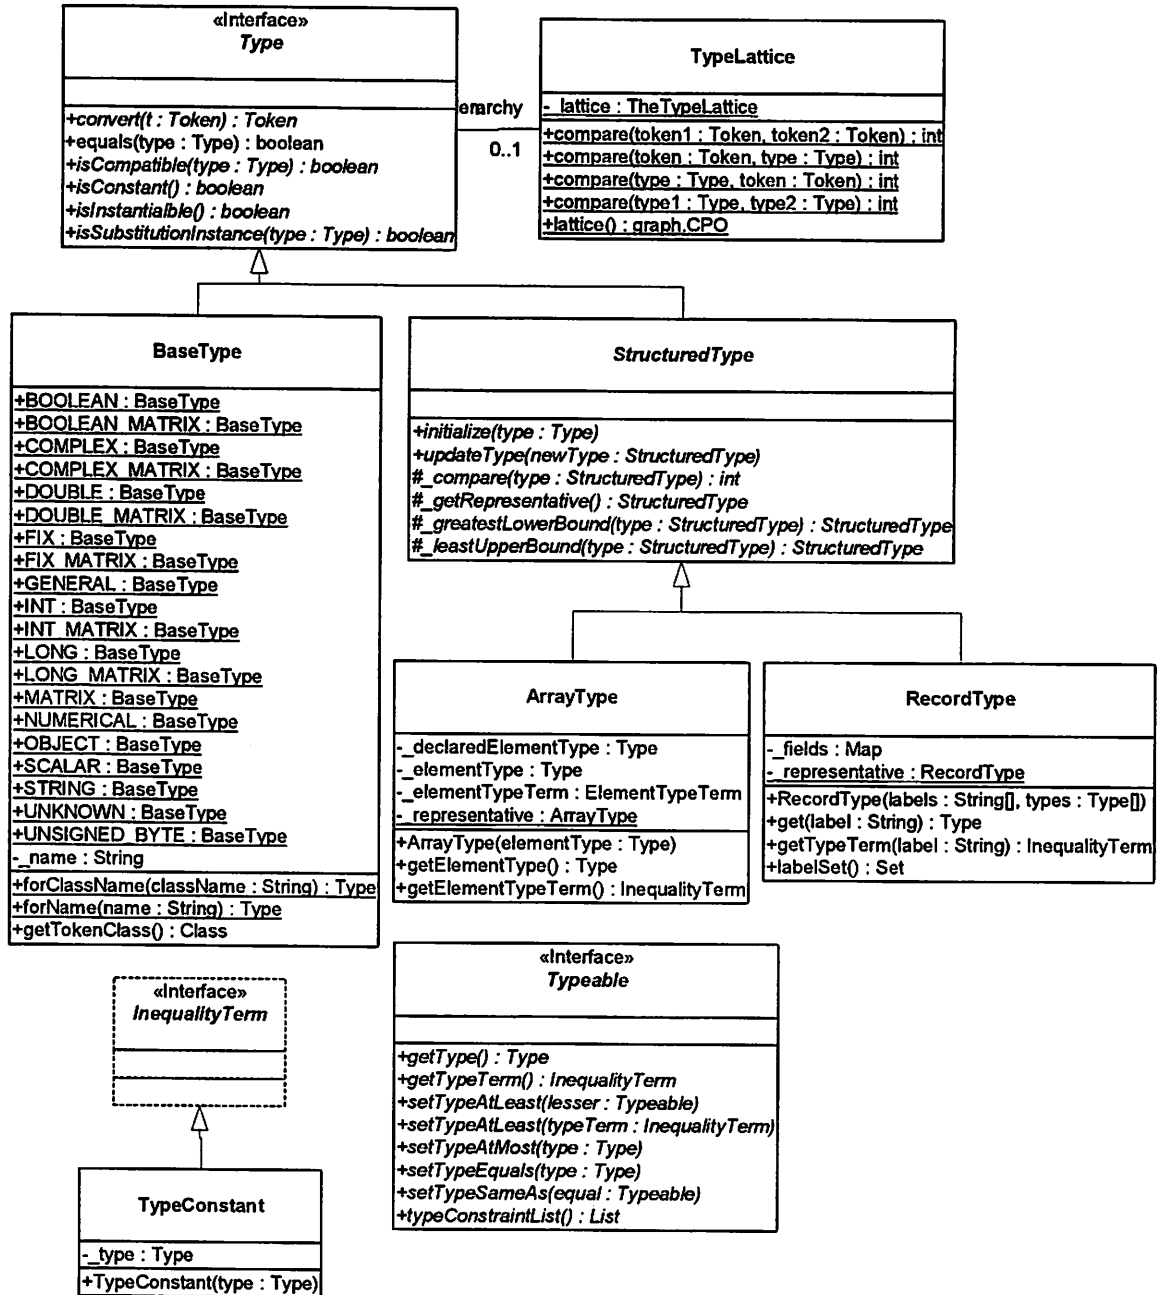 «Interface»
Type
+convert(t : Token) : Token
+equals(type : Type) : boolean
+isCompatible(type : Type) : boolean
+isConstant() : boolean
+isInstantialble() : boolean
+isSubstitutionInstance(type : Type) : boolean
0..1
TypeLattice
-_lattice : TheTypeLattice
+compare(token1 : Token, token2 : Token) : int
+compare(token : Token, type : Type) : int
+compare(type : Type, token : Token) : int
+compare(type1 : Type, type2 : Type) : int
+lattice() : graph.CPO
BaseType
+BOOLEAN : BaseType
+BOOLEAN_MATRIX : BaseType
+COMPLEX : BaseType
+COMPLEX_MATRIX : BaseType
+DOUBLE : BaseType
+DOUBLE_MATRIX : BaseType
+FIX : BaseType
+FIX_MATRIX : BaseType
+GENERAL : BaseType
+INT : BaseType
+INT_MATRIX : BaseType
+LONG : BaseType
+LONG_MATRIX : BaseType
+MATRIX : BaseType
+NUMERICAL : BaseType
+OBJECT : BaseType
+SCALAR : BaseType
+STRING : BaseType
+UNKNOWN : BaseType
+UNSIGNED_BYTE : BaseType
-_name : String
+forClassName(className : String) : Type
+forName(name : String) : Type
+getTokenClass() : Class
StructuredType
+initialize(type : Type)
+updateType(newType : StructuredType)
#_compare(type : StructuredType) : int
#_getRepresentative() : StructuredType
#_greatestLowerBound(type : StructuredType) : StructuredType
#_leastUpperBound(type : StructuredType) : StructuredType
ArrayType
-_declaredElementType : Type
-_elementType : Type
-_elementTypeTerm : ElementTypeTerm
-_representative : ArrayType
+ArrayType(elementType : Type)
+getElementType() : Type
+getElementTypeTerm() : InequalityTerm
RecordType
-_fields : Map
-_representative : RecordType
+RecordType(labels : String[], types : Type[])
+get(label : String) : Type
+getTypeTerm(label : String) : InequalityTerm
+labelSet() : Set
«Interface»
InequalityTerm
TypeConstant
-_type : Type
+TypeConstant(type : Type)
«Interface»
Typeable
+getType() : Type
+getTypeTerm() : InequalityTerm
+setTypeAtLeast(lesser : Typeable)
+setTypeAtLeast(typeTerm : InequalityTerm)
+setTypeAtMost(type : Type)
+setTypeEquals(type : Type)
+setTypeSameAs(equal : Typeable)
+typeConstraintList() : List